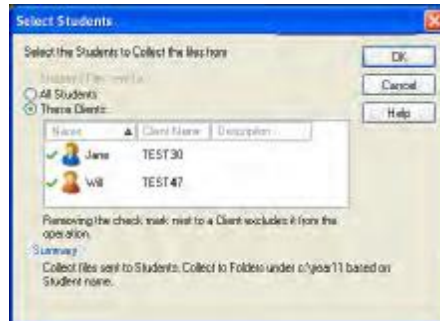 Select Students
Select the Students to Collect the files from
OK
Cancel
Help
All Students
These Clients:
Name Client Name Description
Jane TEST30
Will TEST47
Removing the check mark next to a Client excludes it from the
operation.
Summary
Collect files sent to Students; Collect to Folders under c:\year11 based on
Student name.